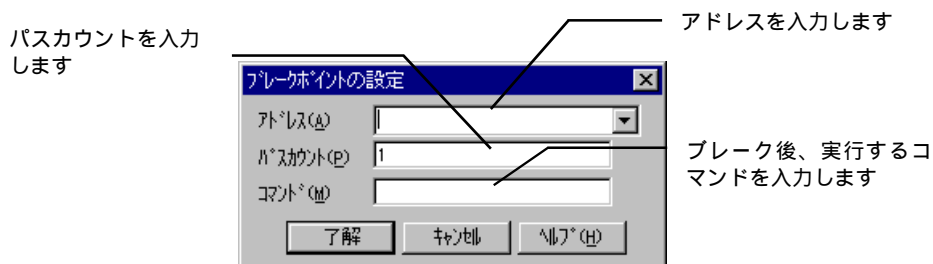 アドレスを入力します
パスカウントを入力
します
ﾌﾞﾚｰｸﾎﾟｲﾝﾄの設定
ｱﾄﾞﾚｽ(A)
ﾊﾟｽｶｳﾝﾄ(P)
1
ｺﾏﾝﾄﾞ(M)
ブレーク後、実行するコ
マンドを入力します
了解
ｷｬﾝｾﾙ
ﾍﾙﾌﾟ(H)